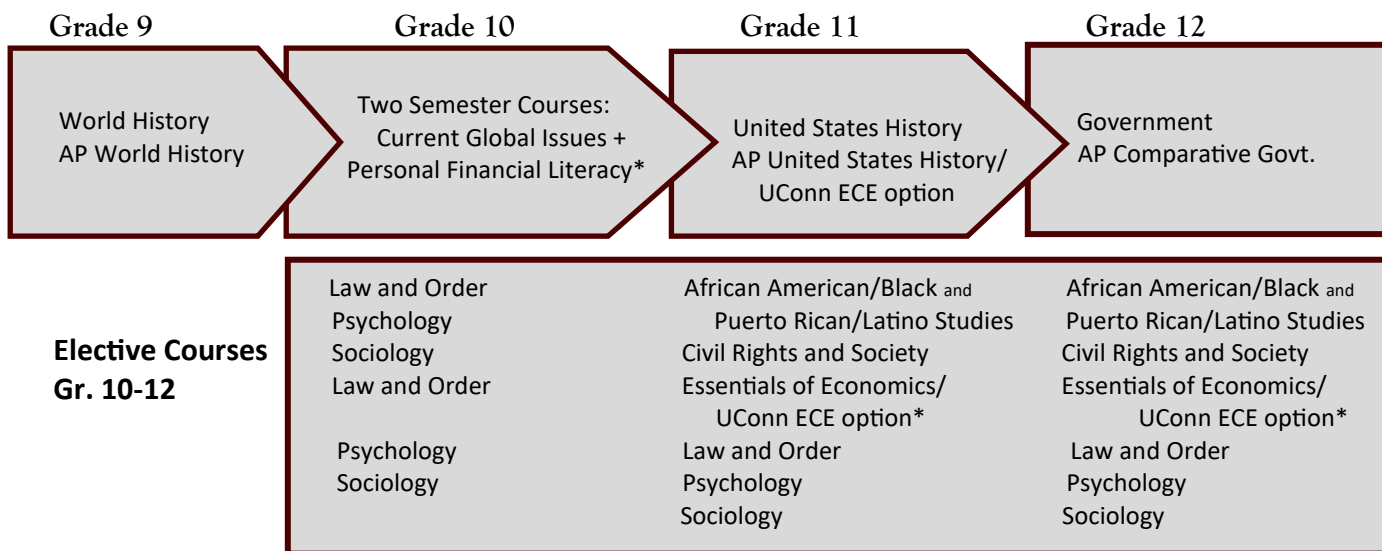 Grade 9
Grade 10
Grade 11
Grade 12
World History
AP World History
Two Semester Courses:
Current Global Issues +
Personal Financial Literacy*
United States History
AP United States History/
UConn ECE option
Government
AP Comparative Govt.
Elective Courses
Gr. 10-12
Law and Order
Psychology
Sociology
Law and Order
Psychology
Sociology
African American/Black and
Puerto Rican/Latino Studies
Civil Rights and Society
Essentials of Economics/
UConn ECE option*
Law and Order
Psychology
Sociology
African American/Black and
Puerto Rican/Latino Studies
Civil Rights and Society
Essentials of Economics/
UConn ECE option*
Law and Order
Psychology
Sociology